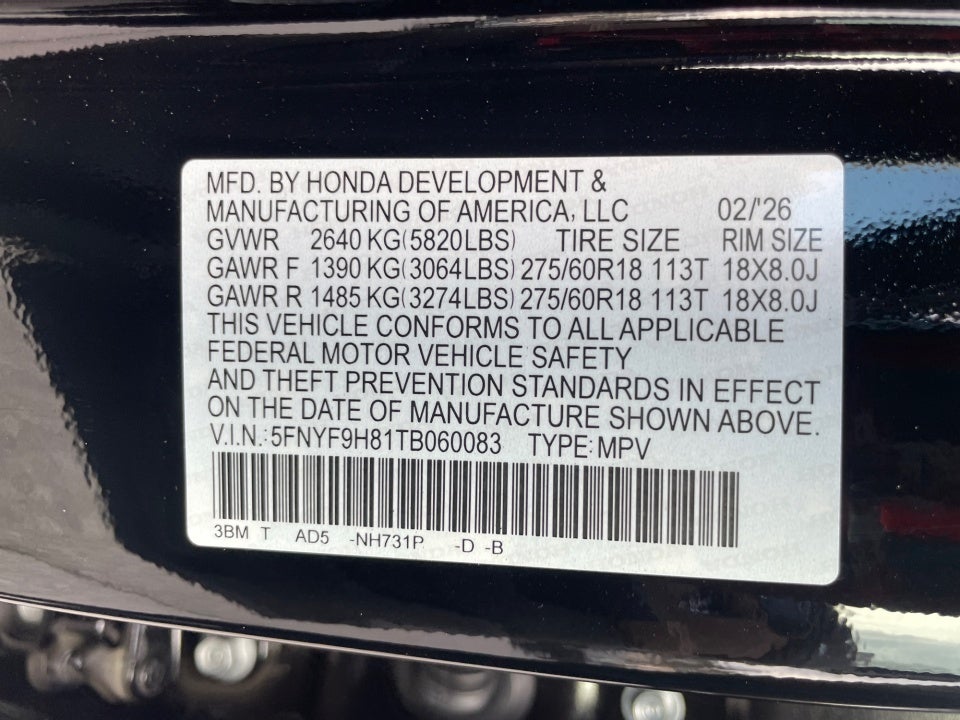 MFD. BY HONDA DEVELOPMENT &
MANUFACTURING OF AMERICA, LLC 02/'26
GVWR 2640 KG(5820LBS) TIRE SIZE RIM SIZE
GAWR F 1390 KG(3064LBS) 275/60R18 113T 18X8.0J
GAWR R 1485 KG(3274LBS) 275/60R18 113T 18X8.0J
THIS VEHICLE CONFORMS TO ALL APPLICABLE
FEDERAL MOTOR VEHICLE SAFETY
AND THEFT PREVENTION STANDARDS IN EFFECT
ON THE DATE OF MANUFACTURE SHOWN ABOVE.
V.I.N.: 5FNYF9H81TB060083 TYPE: MPV
3BM T AD5 -NH731P -D -B